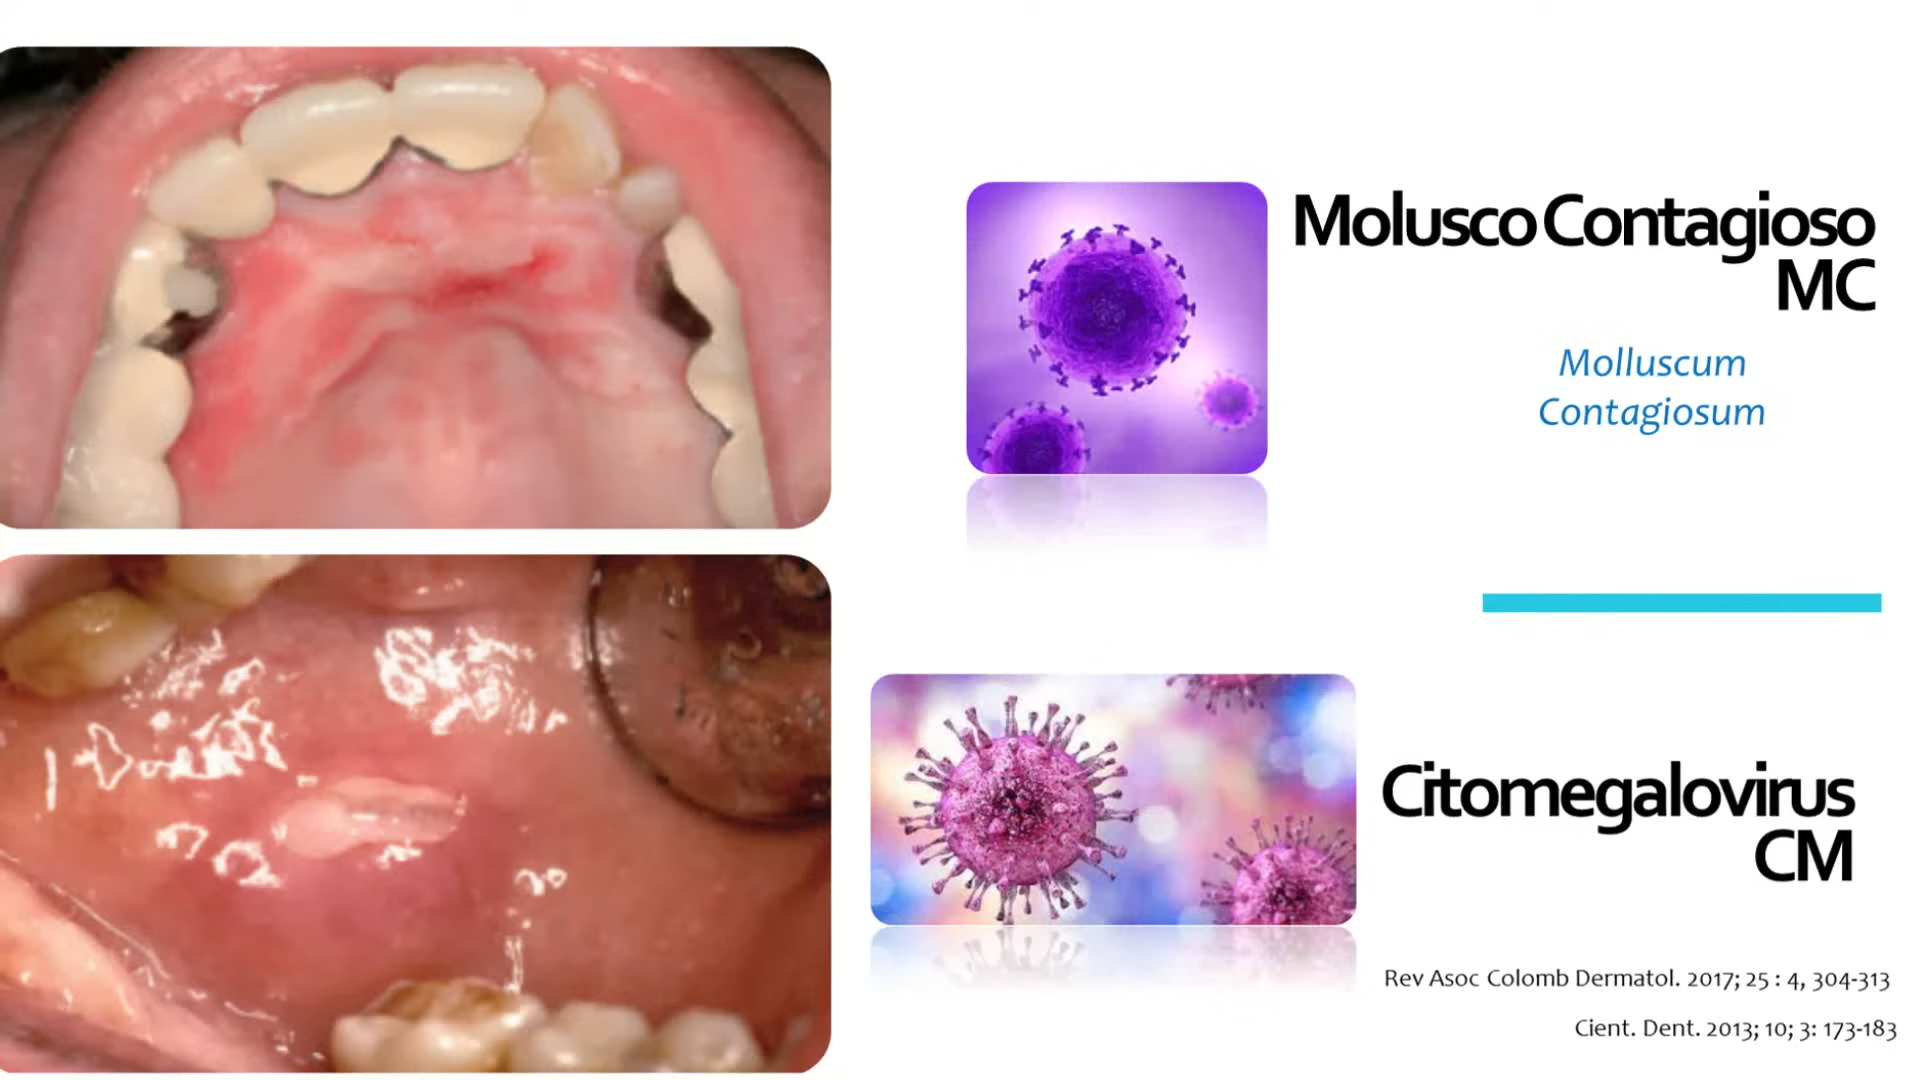 Molusco Contagioso
MC
Molluscum
Contagiosum
Citomegalovirus
CM
Rev Asoc Colomb Dermatol. 2017; 25 : 4, 304-313
Cient. Dent. 2013; 10; 3: 173-183